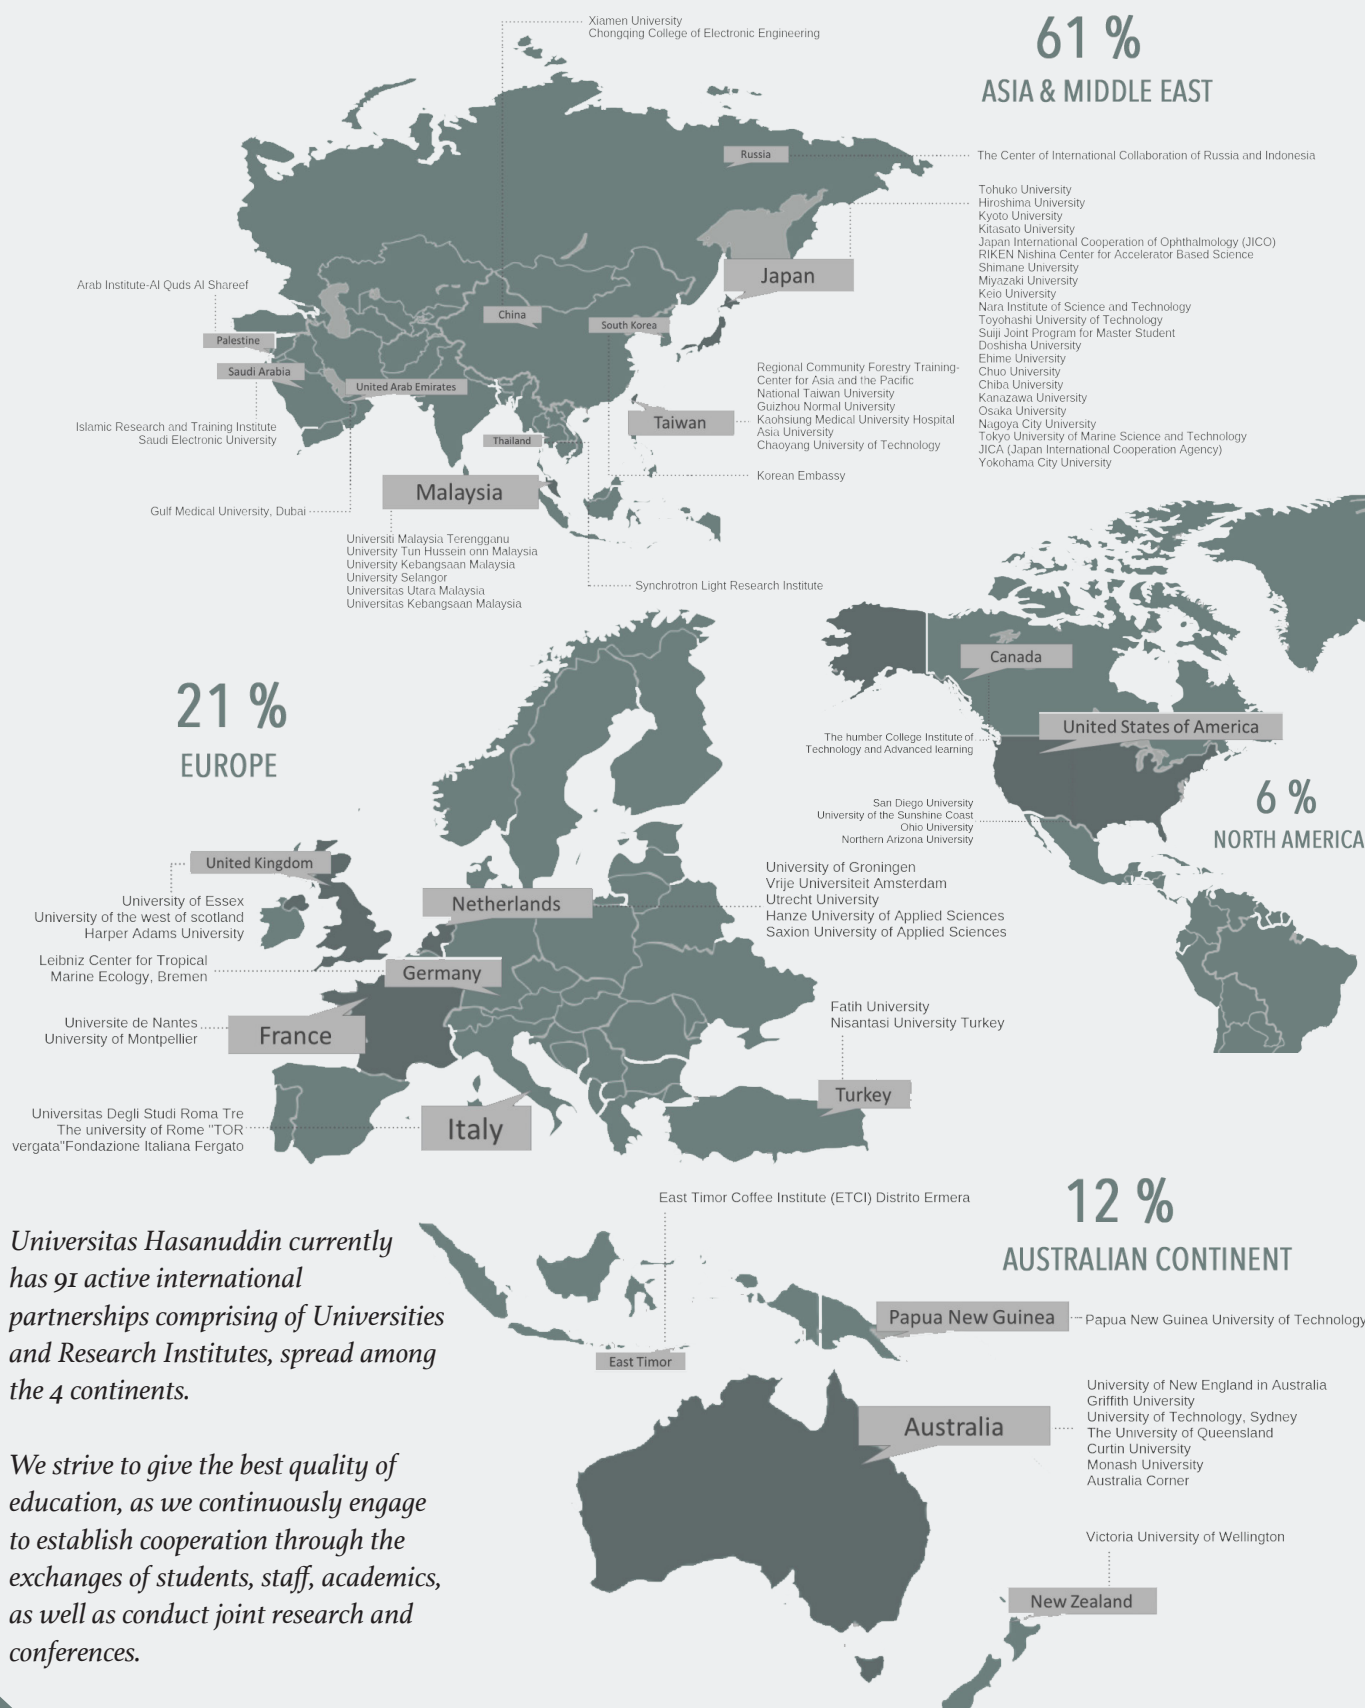 Xiamen University
Chongqing College of Electronic Engineering
61 %
ASIA & MIDDLE EAST
Russia
The Center of International Collaboration of Russia and Indonesia
Tohuko University
Hiroshima University
Kyoto University
Kitasato University
Japan International Cooperation of Ophthalmology (JICO)
RIKEN Nishina Center for Accelerator Based Science
Shimane University
Miyazaki University
Keio University
Nara Institute of Science and Technology
Toyohashi University of Technology
Suiji Joint Program for Master Student
Doshisha University
Ehime University
Chuo University
Chiba University
Kanazawa University
Osaka University
Nagoya City University
Tokyo University of Marine Science and Technology
JICA (Japan International Cooperation Agency)
Yokohama City University
Japan
Arab Institute-Al Quds Al Shareef
China
South Korea
Palestine
Saudi Arabia
United Arab Emirates
Islamic Research and Training Institute
Saudi Electronic University
Regional Community Forestry Training-
Center for Asia and the Pacific
National Taiwan University
Guizhou Normal University
Kaohsiung Medical University Hospital
Asia University
Chaoyang University of Technology
Taiwan
Thailand
Korean Embassy
Malaysia
Gulf Medical University, Dubai
Universiti Malaysia Terengganu
University Tun Hussein onn Malaysia
University Kebangsaan Malaysia
University Selangor
Universitas Utara Malaysia
Universitas Kebangsaan Malaysia
Synchrotron Light Research Institute
21 %
EUROPE
Canada
United States of America
The humber College Institute of
Technology and Advanced learning
San Diego University
University of the Sunshine Coast
Ohio University
Northern Arizona University
6 %
NORTH AMERICA
United Kingdom
University of Essex
University of the west of scotland
Harper Adams University
Netherlands
University of Groningen
Vrije Universiteit Amsterdam
Utrecht University
Hanze University of Applied Sciences
Saxion University of Applied Sciences
Leibniz Center for Tropical
Marine Ecology, Bremen
Germany
Universite de Nantes
University of Montpellier
France
Fatih University
Nisantasi University Turkey
Turkey
Universitas Degli Studi Roma Tre
The university of Rome "TOR
vergata"Fondazione Italiana Fergato
Italy
East Timor Coffee Institute (ETCI) Distrito Ermera
12 %
AUSTRALIAN CONTINENT
Papua New Guinea
Papua New Guinea University of Technology
East Timor
University of New England in Australia
Griffith University
University of Technology, Sydney
The University of Queensland
Curtin University
Monash University
Australia Corner
Australia
Victoria University of Wellington
New Zealand
Universitas Hasanuddin currently
has 91 active international
partnerships comprising of Universities
and Research Institutes, spread among
the 4 continents.
We strive to give the best quality of
education, as we continuously engage
to establish cooperation through the
exchanges of students, staff, academics,
as well as conduct joint research and
conferences.